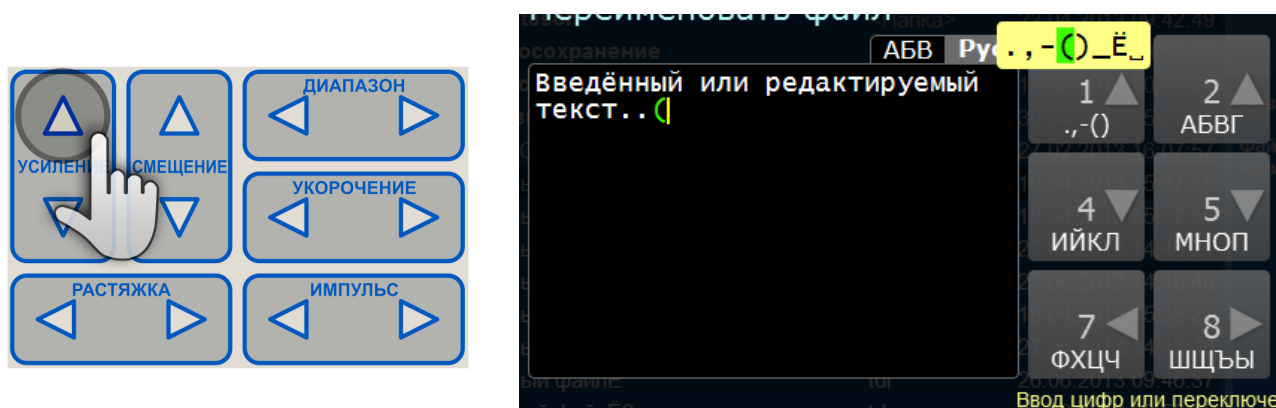 ДИАПАЗОН
УСИЛЕНИЕ
СМЕЩЕНИЕ
УКОРОЧЕНИЕ
РАСТЯЖКА
ИМПУЛЬС
Переименовать файл
АБВ Рус
.,-()_Ё␣
Введённый или редактируемый
текст..(
1
.,-()
2
АБВГ
4
ИЙКЛ
5
МНОП
7
ФХЦЧ
8
ШЩЪЫ
Ввод цифр или переключе